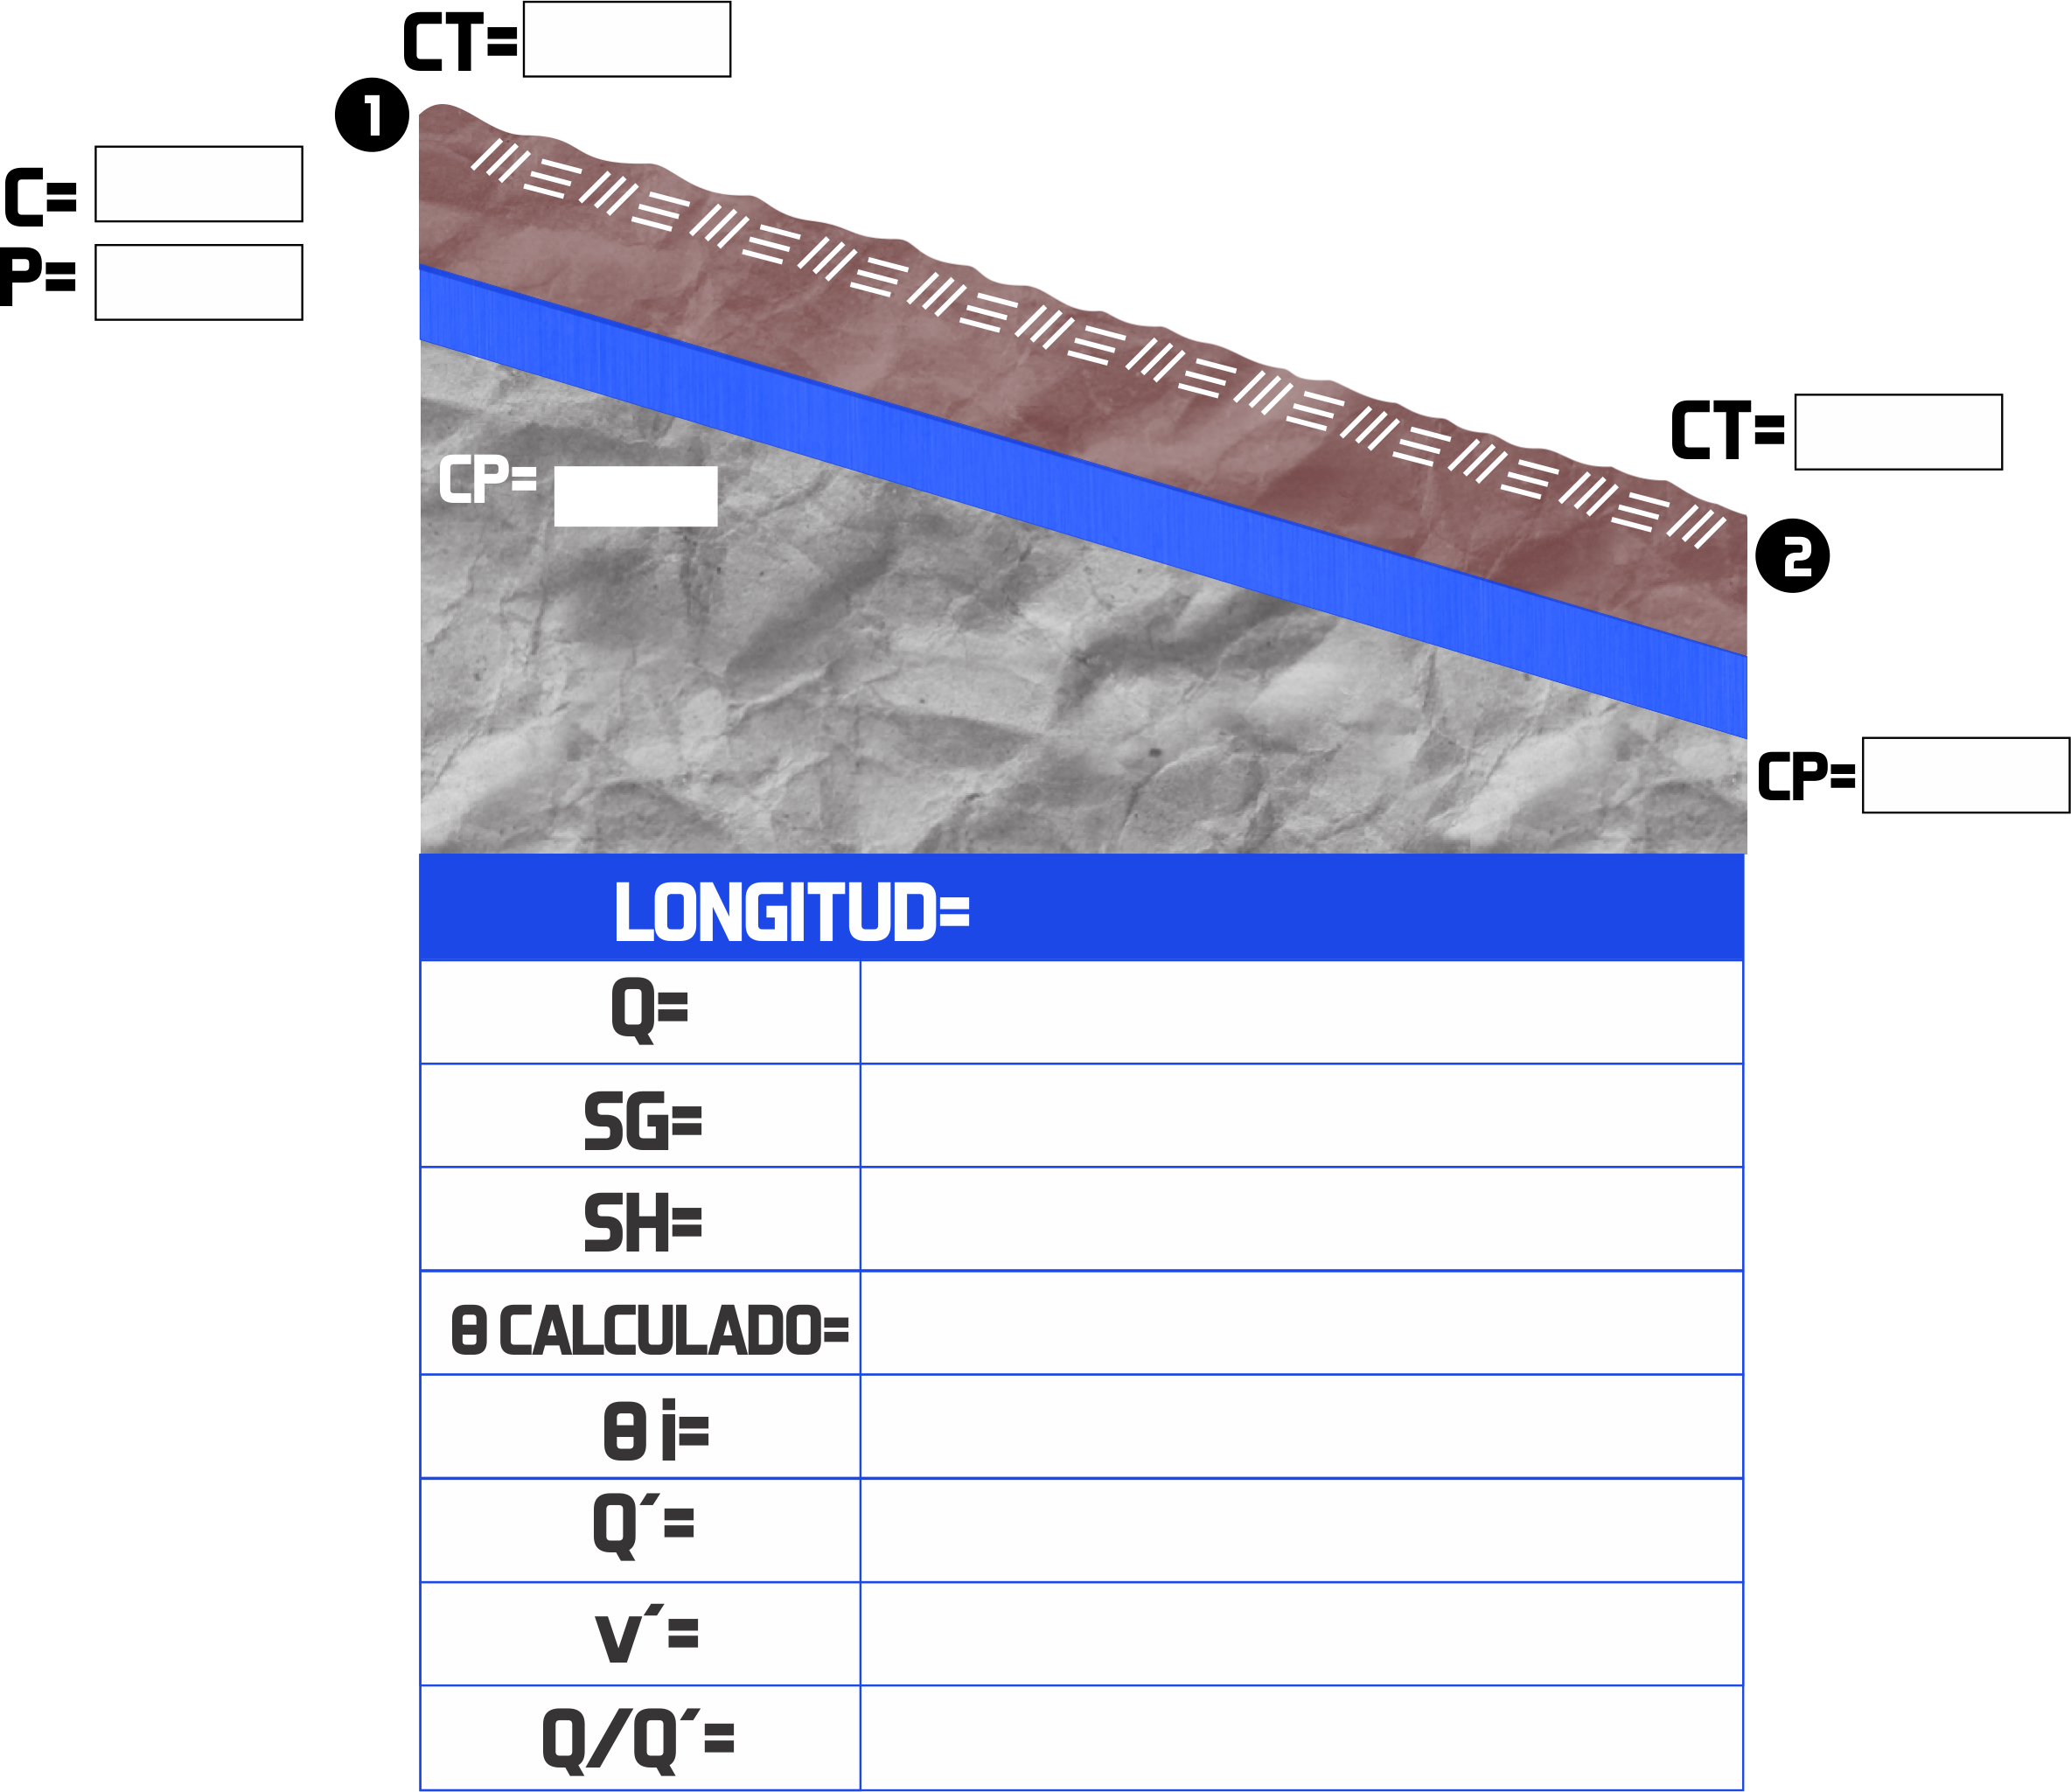 CT=
1
C=
P=
CT=
CP=
2
CP=
LONGITUD=
Q=
SG=
SH=
θ CALCULADO=
θ i=
Q´=
v´=
Q/Q´=